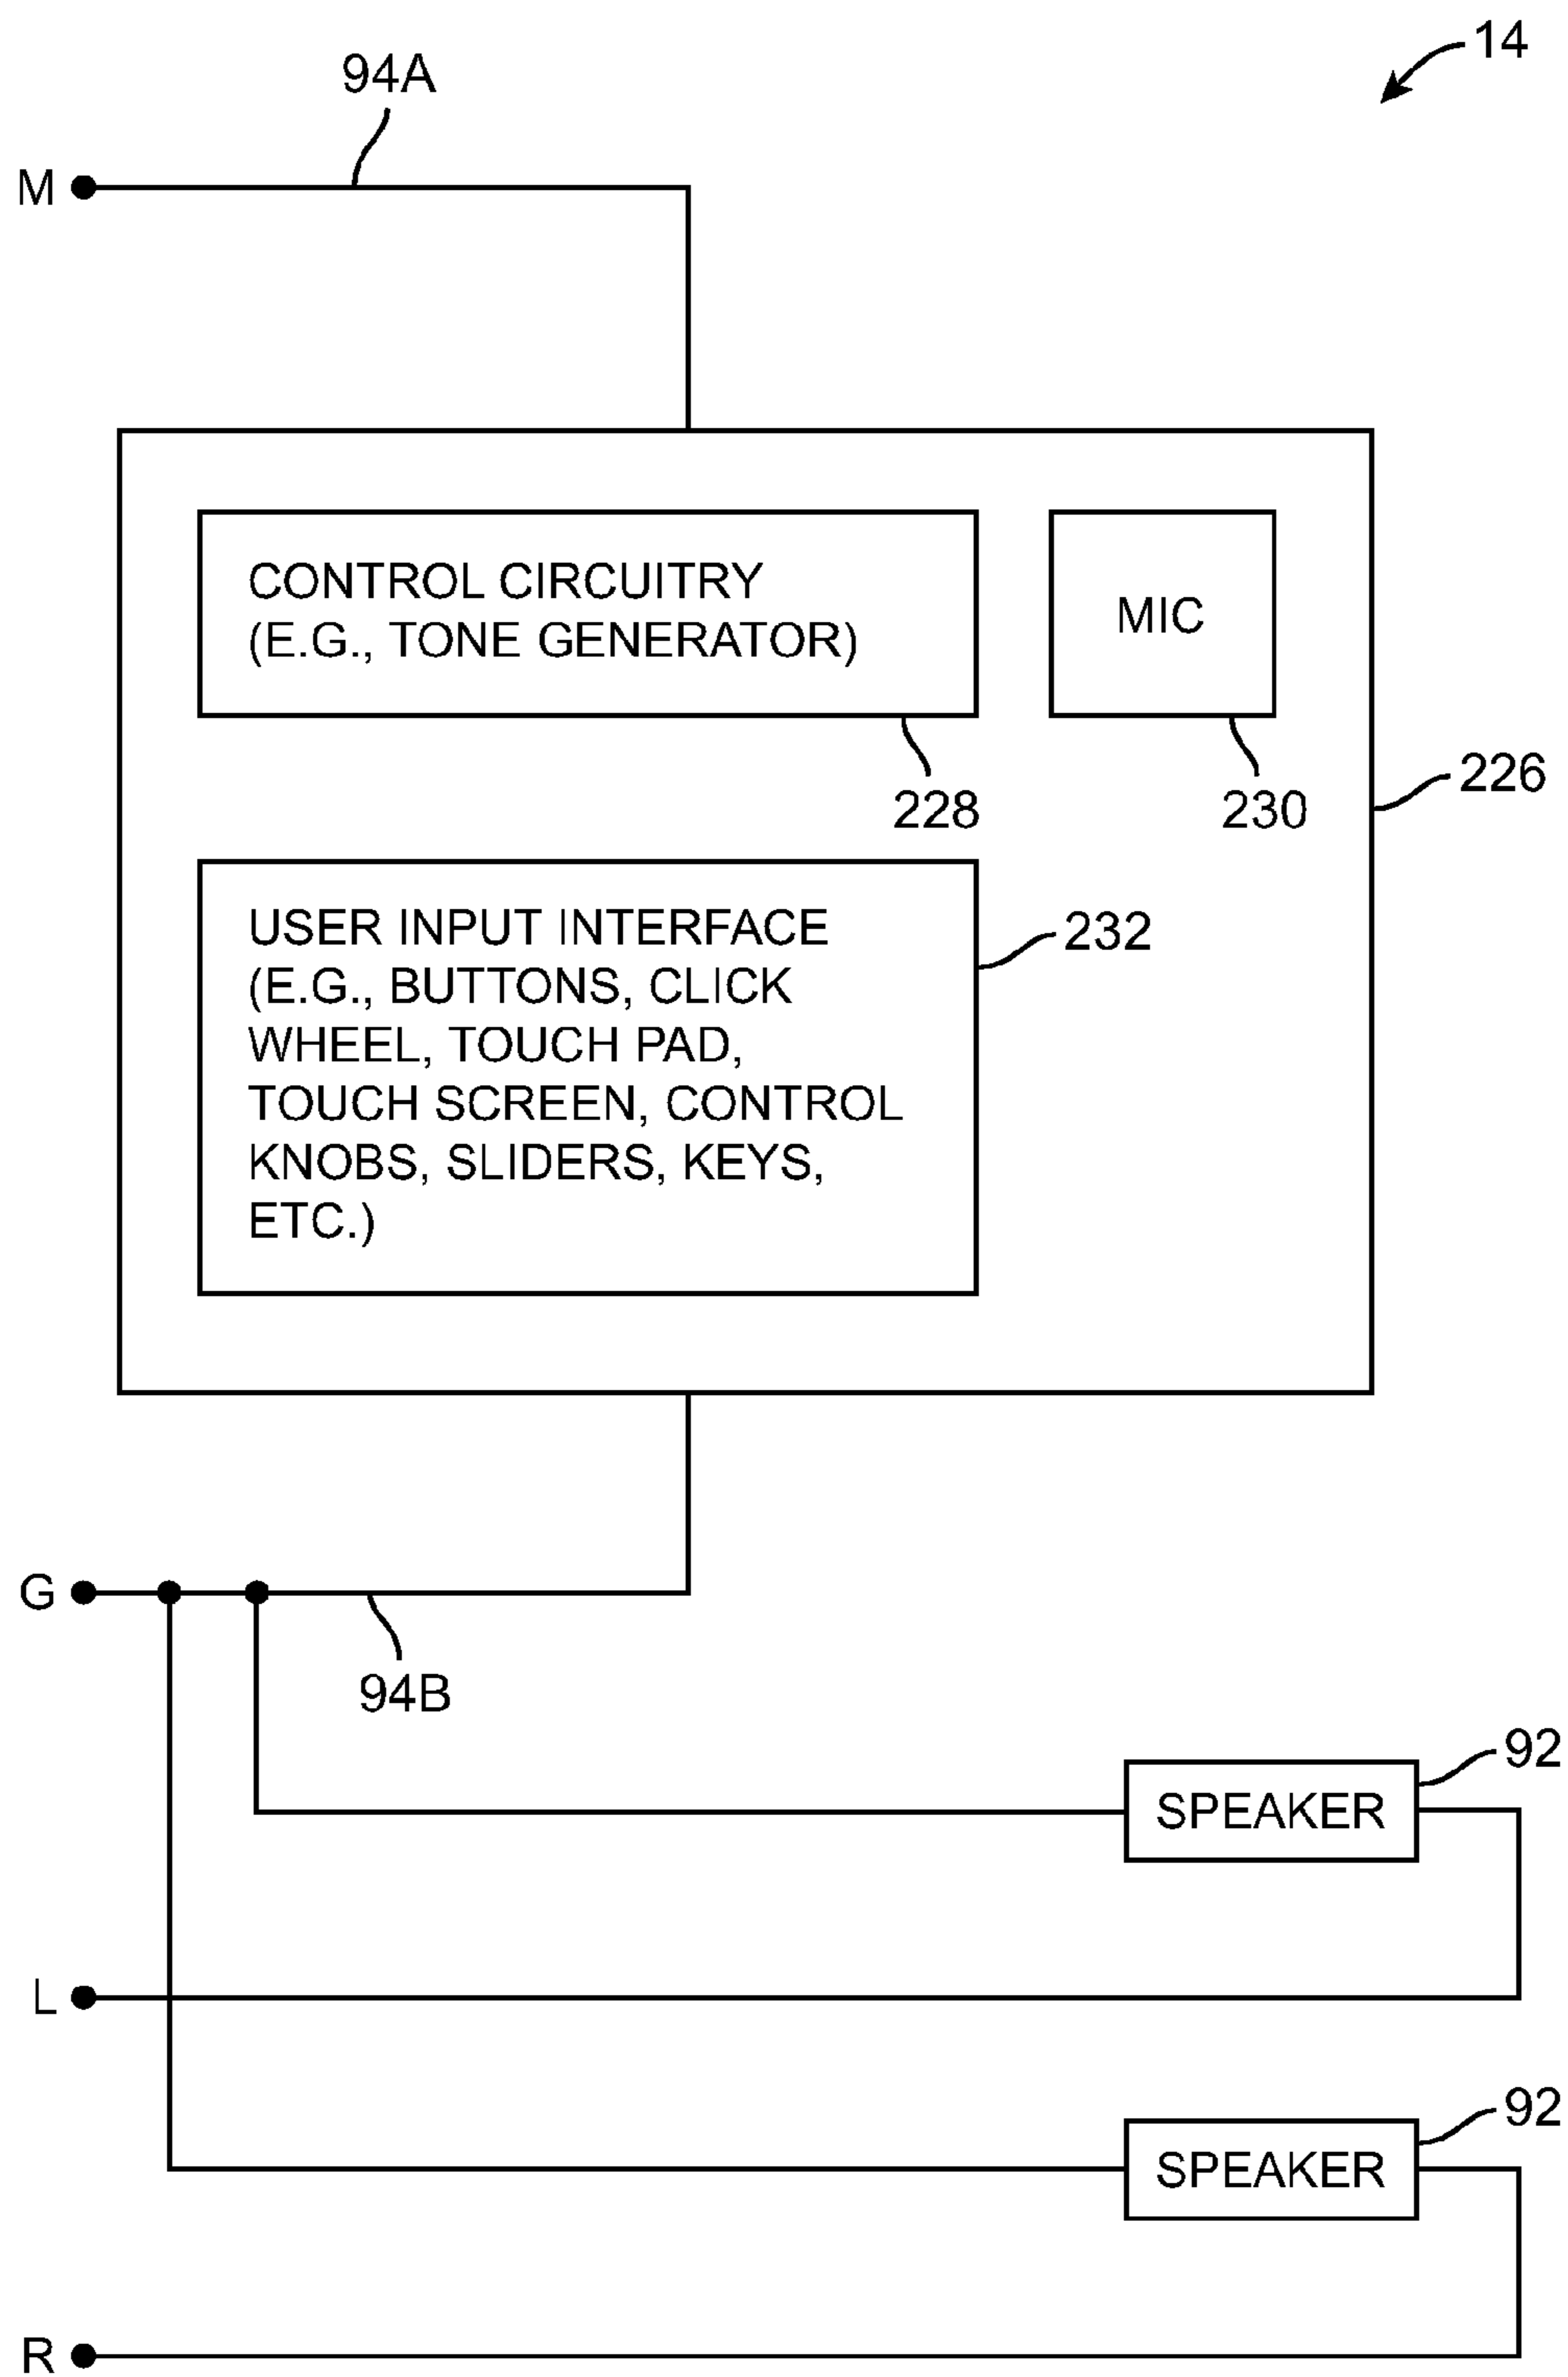 14
94A
M
CONTROL CIRCUITRY
(E.G., TONE GENERATOR)
MIC
228
230
226
USER INPUT INTERFACE
(E.G., BUTTONS, CLICK
WHEEL, TOUCH PAD,
TOUCH SCREEN, CONTROL
KNOBS, SLIDERS, KEYS,
ETC.)
232
G
94B
92
SPEAKER
L
92
SPEAKER
R